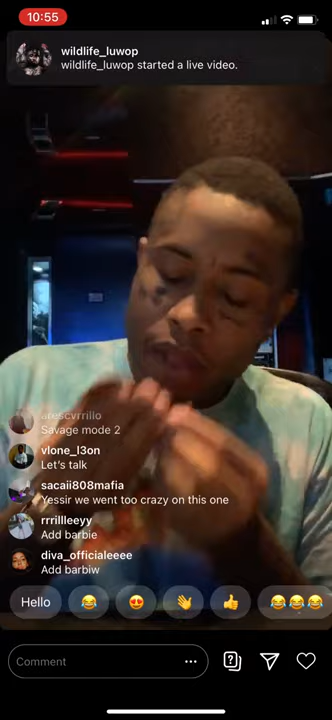 10:55
wildlife_luwop
wildlife_luwop started a live video.
arescvrrillo
Savage mode 2
vlone_l3on
Let's talk
sacaii808mafia
Yessir we went too crazy on this one
rrrillleeyy
Add barbie
diva_officialeeee
Add barbiw
Hello 😂 😍 👋 👍 😂😂😂
Comment